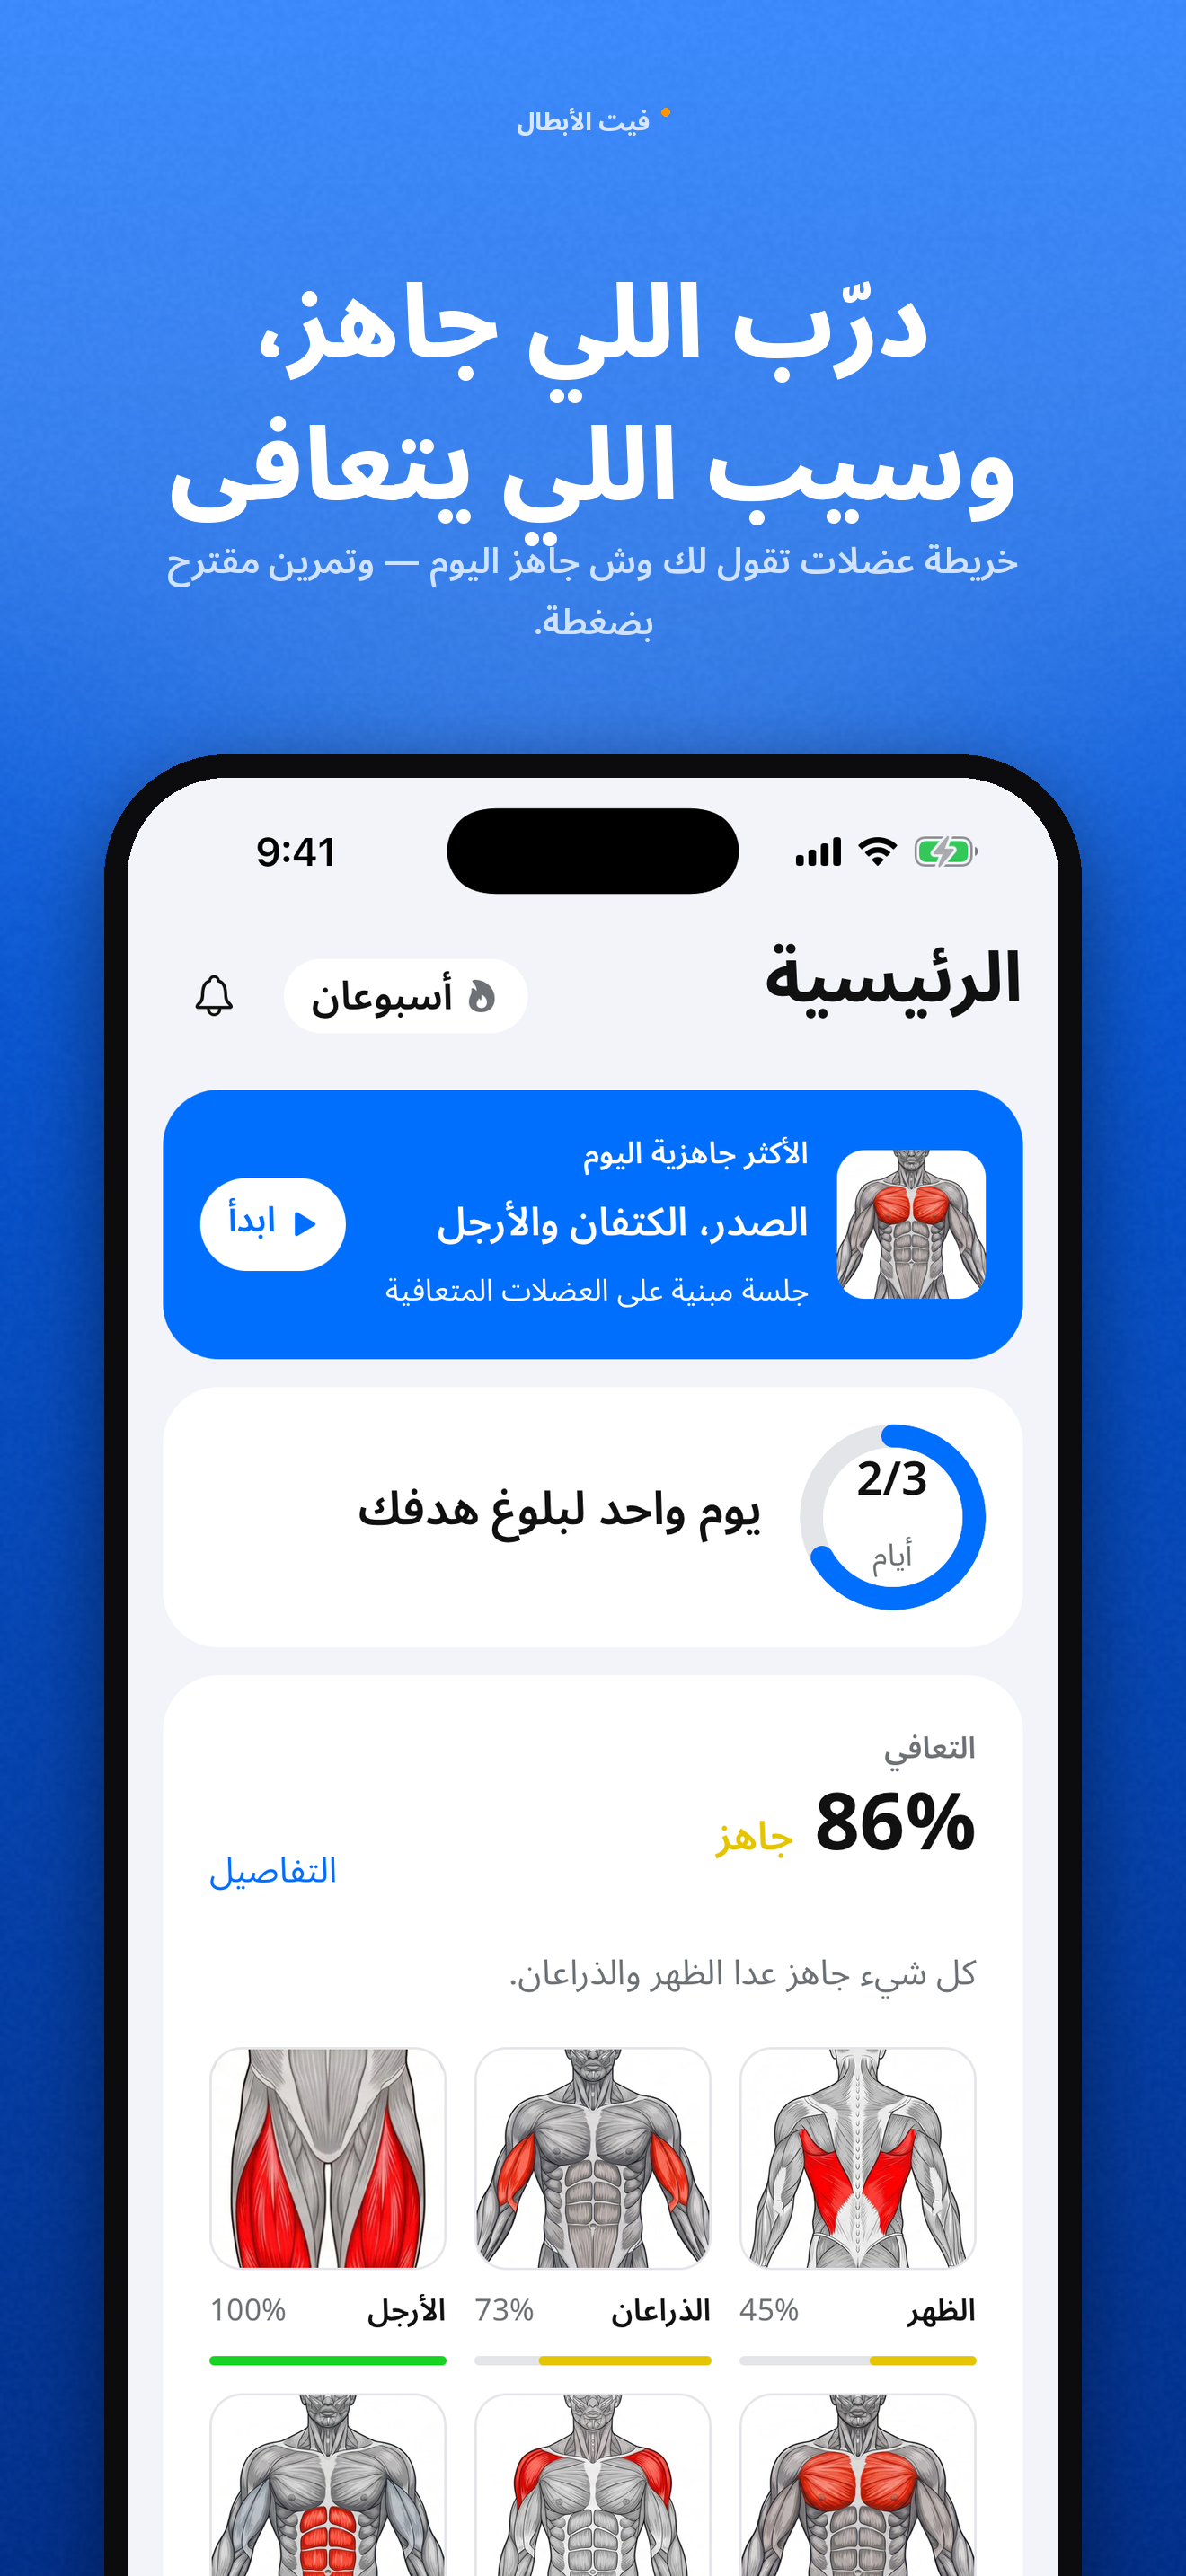 فيت الأبطال
درّب اللي جاهز،
وسيب اللي يتعافى
خريطة عضلات تقول لك وش جاهز اليوم — وتمرين مقترح
بضغطة.
9:41
الرئيسية
أسبوعان
الأكثر جاهزية اليوم
الصدر، الكتفان والأرجل
جلسة مبنية على العضلات المتعافية
ابدأ
2/3
أيام
يوم واحد لبلوغ هدفك
التعافي
86% جاهز
التفاصيل
كل شيء جاهز عدا الظهر والذراعان.
الظهر 45%
الذراعان 73%
الأرجل 100%